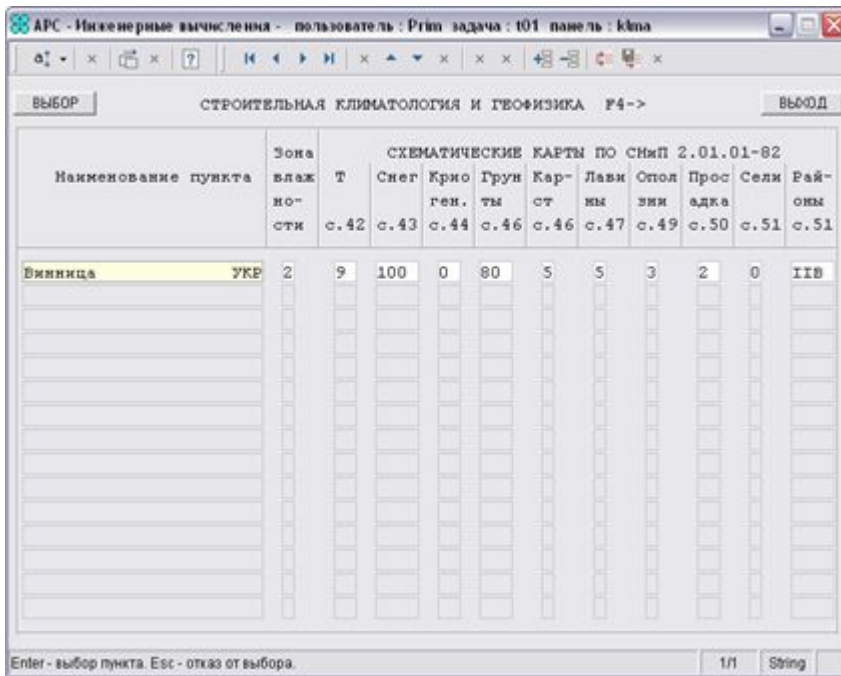 АРС - Инженерные вычисления - пользователь : Prim задача : t01 панель : klma
ВЫБОР
СТРОИТЕЛЬНАЯ КЛИМАТОЛОГИЯ И ГЕОФИЗИКА F4->
ВЫХОД
Зона СХЕМАТИЧЕСКИЕ КАРТЫ ПО СНиП 2.01.01-82
Наименование пункта влаж Т Снег Крио Грун Кар- Лави Опол Прос Сели Рай-
но- ген. ты ст ны зни адка оны
сти с.42 с.43 с.44 с.46 с.46 с.47 с.49 с.50 с.51 с.51
Винница УКР 2 9 100 0 80 5 5 3 2 0 IIВ
Enter - выбор пункта. Esc - отказ от выбора.
1/1
String